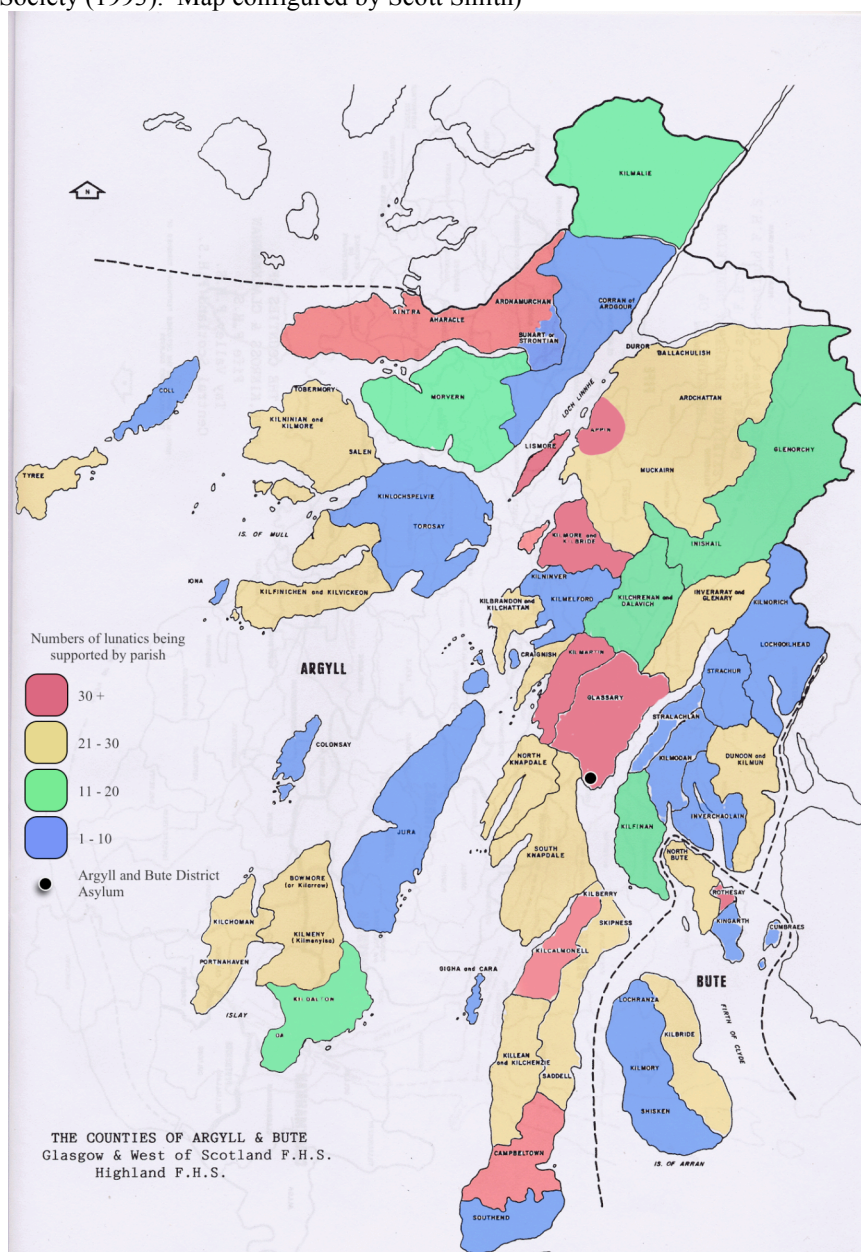 Society (1993). Map configured by Scott Smith)
N
KILMALIE
ARDNAMURCHAN
KINTRA
AHARACLE
CORRAN of
ARDGOUR
SUNART or
STRONTIAN
DUROR
BALLACHULISH
COLL
TOBERMORY
MORVERN
LOCH LINNHE
ARDCHATTAN
KILNINIAN and
KILMORE
APPIN
SALEN
LISMORE
GLENORCHY
TYREE
MUCKAIRN
KINLOCHSPELVIE
TOROSAY
IS. OF MULL
KILMORE and
KILBRIDE
INISHAIL
IONA
KILFINICHEN and KILVICKEON
KILNINVER
KILMELFORD
KILBRANDON and
KILCHATTAN
KILCHRENAN and
DALAVICH
INVERARAY and
GLENARY
KILMORICH
LOCHGOILHEAD
Numbers of lunatics being
supported by parish
30 +
21 - 30
11 - 20
1 - 10
Argyll and Bute District
Asylum
ARGYLL
CRAIGNISH
KILMARTIN
GLASSARY
STRACHUR
STRALACHLAN
COLONSAY
NORTH
KNAPDALE
KILMODAN
DUNOON and
KILMUN
JURA
INVERCHAOLAIN
KILFINAN
SOUTH
KNAPDALE
NORTH
BUTE
BOWMORE
(or Kilarrow)
KILCHOMAN
KILMENY
PORTNAHAVEN
KILBERRY
ROTHESAY
SKIPNESS
KINGARTH
CUMBRAES
KILCALMONELL
GIGHA and CARA
BUTE
KILDALTON
OA
ISLAY
LOCHRANZA
KILBRIDE
FIRTH OF CLYDE
KILLEAN
and KILCHENZIE
SADDELL
KILMORY
SHISKEN
CAMPBELTOWN
IS. OF ARRAN
SOUTHEND
THE COUNTIES OF ARGYLL & BUTE
Glasgow & West of Scotland F.H.S.
Highland F.H.S.